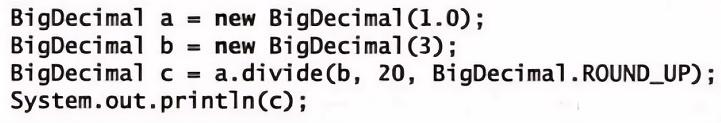 BigDecimal a = new BigDecimal(1.0);
BigDecimal b = new BigDecimal(3);
BigDecimal c = a.divide(b, 20, BigDecimal.ROUND_UP);
System.out.println(c);